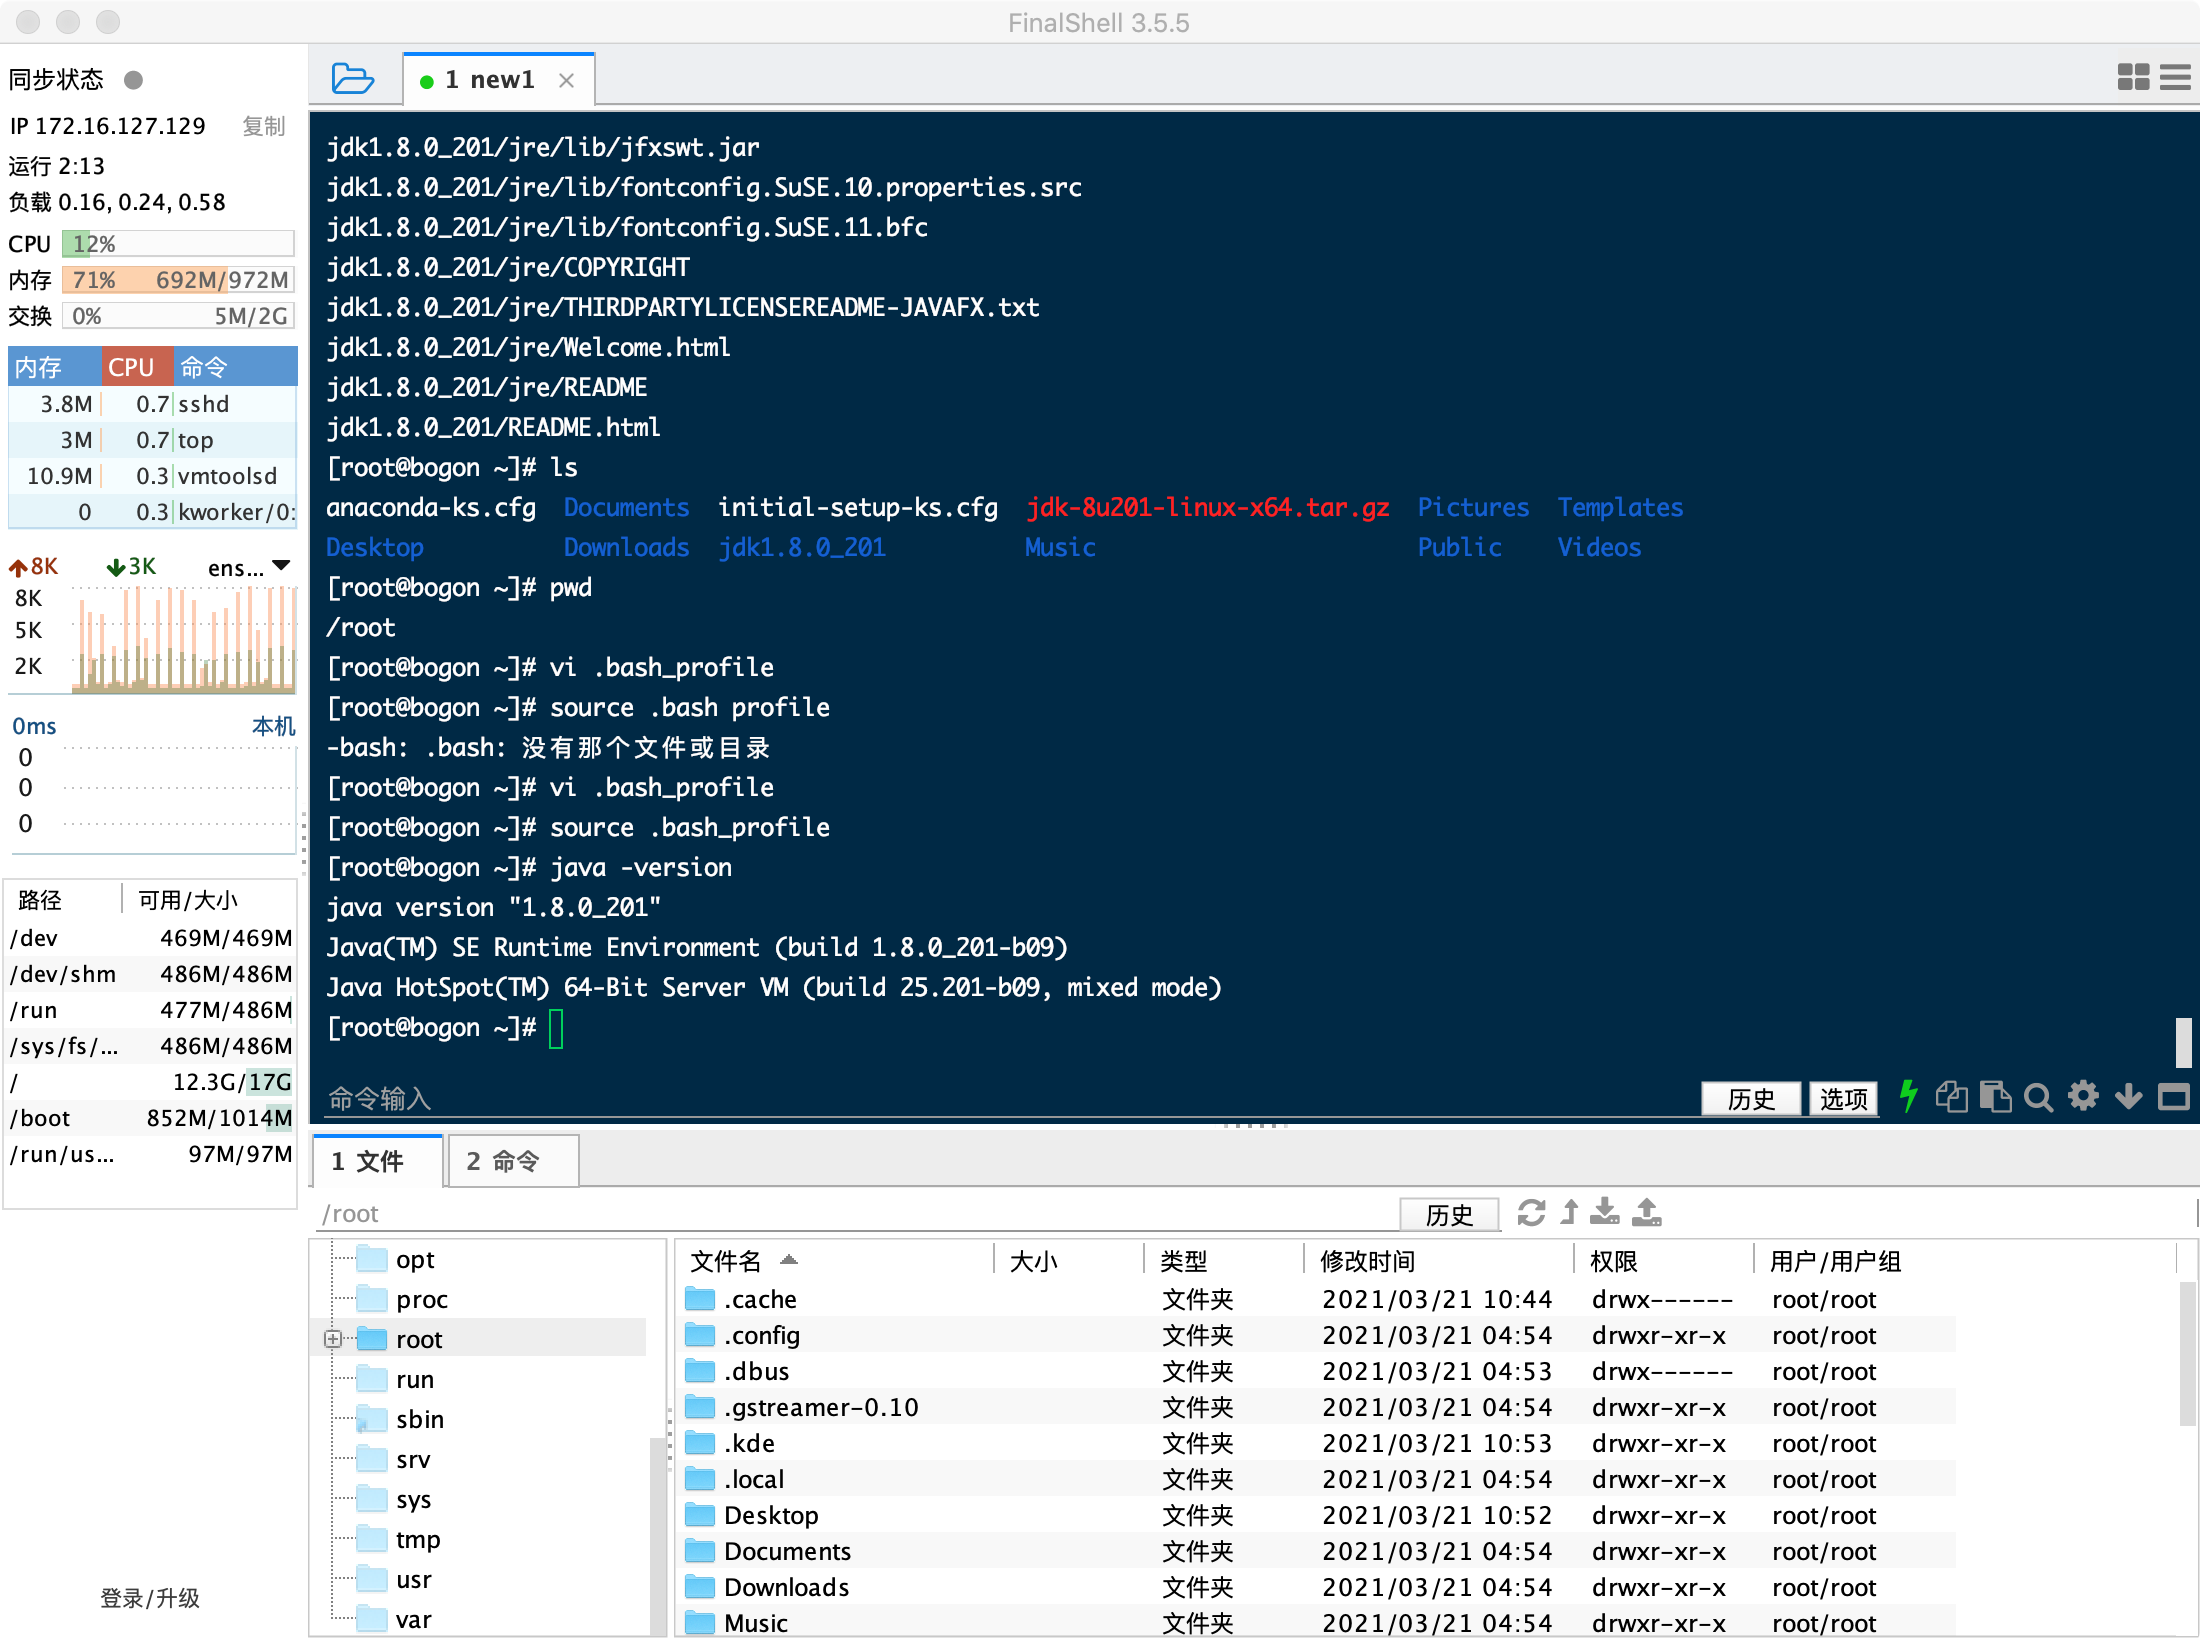 FinalShell 3.5.5
同步状态
IP 172.16.127.129 复制
运行 2:13
负载 0.16, 0.24, 0.58
CPU 12%
内存 71% 692M/972M
交换 0% 5M/2G
内存 CPU 命令
3.8M 0.7 sshd
3M 0.7 top
10.9M 0.3 vmtoolsd
0 0.3 kworker/0:
8K 3K ens...
8K
5K
2K
0ms 本机
0
0
0
路径 可用/大小
/dev 469M/469M
/dev/shm 486M/486M
/run 477M/486M
/sys/fs/... 486M/486M
/ 12.3G/17G
/boot 852M/1014M
/run/us... 97M/97M
登录/升级
1 new1
jdk1.8.0_201/jre/lib/jfxswt.jar
jdk1.8.0_201/jre/lib/fontconfig.SuSE.10.properties.src
jdk1.8.0_201/jre/lib/fontconfig.SuSE.11.bfc
jdk1.8.0_201/jre/COPYRIGHT
jdk1.8.0_201/jre/THIRDPARTYLICENSEREADME-JAVAFX.txt
jdk1.8.0_201/jre/Welcome.html
jdk1.8.0_201/jre/README
jdk1.8.0_201/README.html
[root@bogon ~]# ls
anaconda-ks.cfg Documents initial-setup-ks.cfg jdk-8u201-linux-x64.tar.gz Pictures Templates
Desktop Downloads jdk1.8.0_201 Music Public Videos
[root@bogon ~]# pwd
/root
[root@bogon ~]# vi .bash_profile
[root@bogon ~]# source .bash profile
-bash: .bash: 没有那个文件或目录
[root@bogon ~]# vi .bash_profile
[root@bogon ~]# source .bash_profile
[root@bogon ~]# java -version
java version "1.8.0_201"
Java(TM) SE Runtime Environment (build 1.8.0_201-b09)
Java HotSpot(TM) 64-Bit Server VM (build 25.201-b09, mixed mode)
[root@bogon ~]#
命令输入 历史 选项
1 文件 2 命令
/root 历史
opt
proc
root
run
sbin
srv
sys
tmp
usr
var
文件名 大小 类型 修改时间 权限 用户/用户组
.cache 文件夹 2021/03/21 10:44 drwx------ root/root
.config 文件夹 2021/03/21 04:54 drwxr-xr-x root/root
.dbus 文件夹 2021/03/21 04:53 drwx------ root/root
.gstreamer-0.10 文件夹 2021/03/21 04:54 drwxr-xr-x root/root
.kde 文件夹 2021/03/21 10:53 drwxr-xr-x root/root
.local 文件夹 2021/03/21 04:54 drwxr-xr-x root/root
Desktop 文件夹 2021/03/21 10:52 drwxr-xr-x root/root
Documents 文件夹 2021/03/21 04:54 drwxr-xr-x root/root
Downloads 文件夹 2021/03/21 04:54 drwxr-xr-x root/root
Music 文件夹 2021/03/21 04:54 drwxr-xr-x root/root